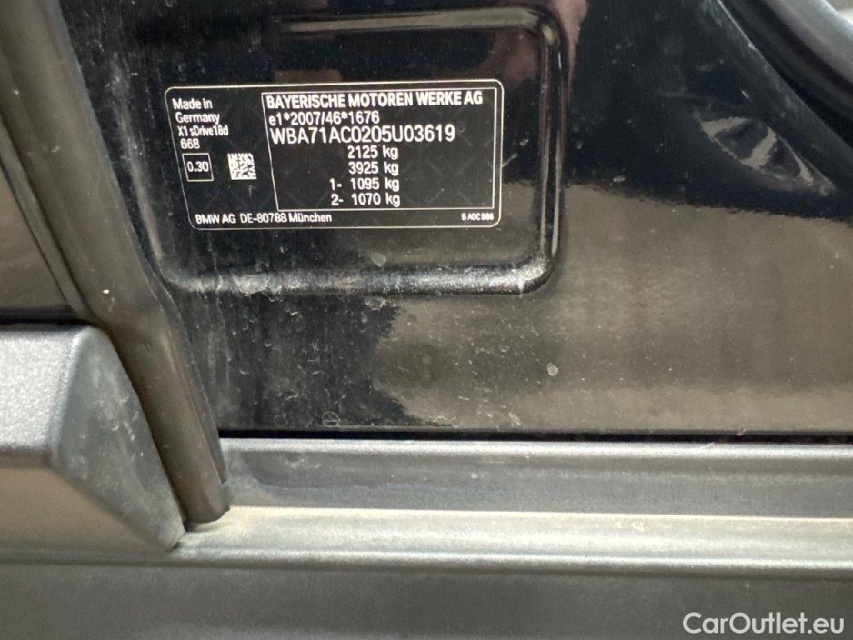 Made in
Germany
X1 sDrive18d
668
0.30
BAYERISCHE MOTOREN WERKE AG
e1*2007/46*1676
WBA71AC0205U03619
2125 kg
3925 kg
1- 1095 kg
2- 1070 kg
BMW AG DE-80788 München
CarOutlet.eu